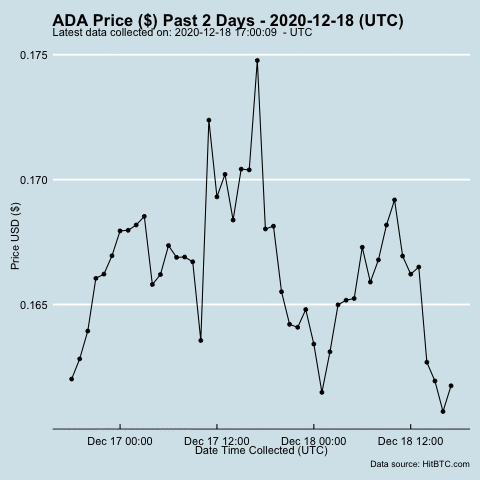 ADA Price ($) Past 2 Days - 2020-12-18 (UTC)
Latest data collected on: 2020-12-18 17:00:09 - UTC
0.175
0.170
0.165
Price USD ($)
Dec 17 00:00 Dec 17 12:00 Dec 18 00:00 Dec 18 12:00
Date Time Collected (UTC)
Data source: HitBTC.com